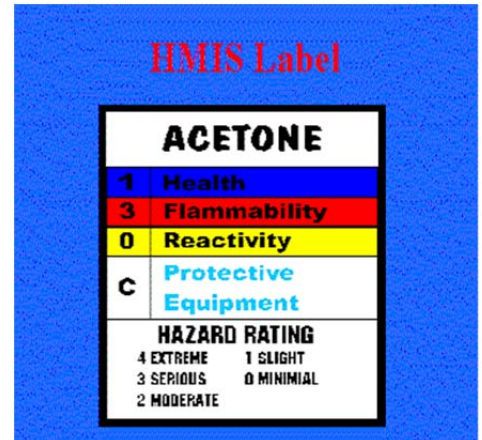 HMIS Label
ACETONE
1 Health
3 Flammability
0 Reactivity
C Protective
Equipment
HAZARD RATING
4 EXTREME 1 SLIGHT
3 SERIOUS 0 MINIMIAL
2 MODERATE